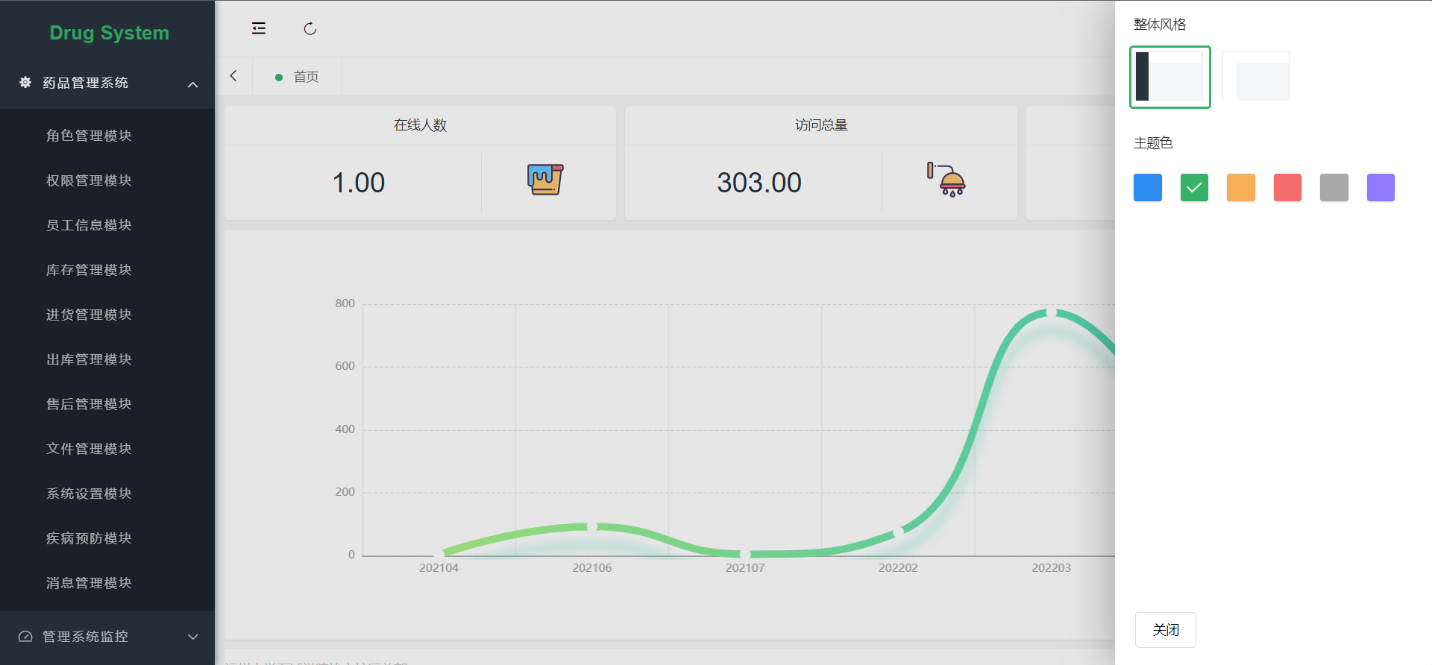 Drug System
药品管理系统
角色管理模块
权限管理模块
员工信息模块
库存管理模块
进货管理模块
出库管理模块
售后管理模块
文件管理模块
系统设置模块
疾病预防模块
消息管理模块
管理系统监控
首页
在线人数
访问总量
1.00
303.00
800
600
400
200
0
202104
202106
202107
202202
202203
整体风格
主题色
关闭